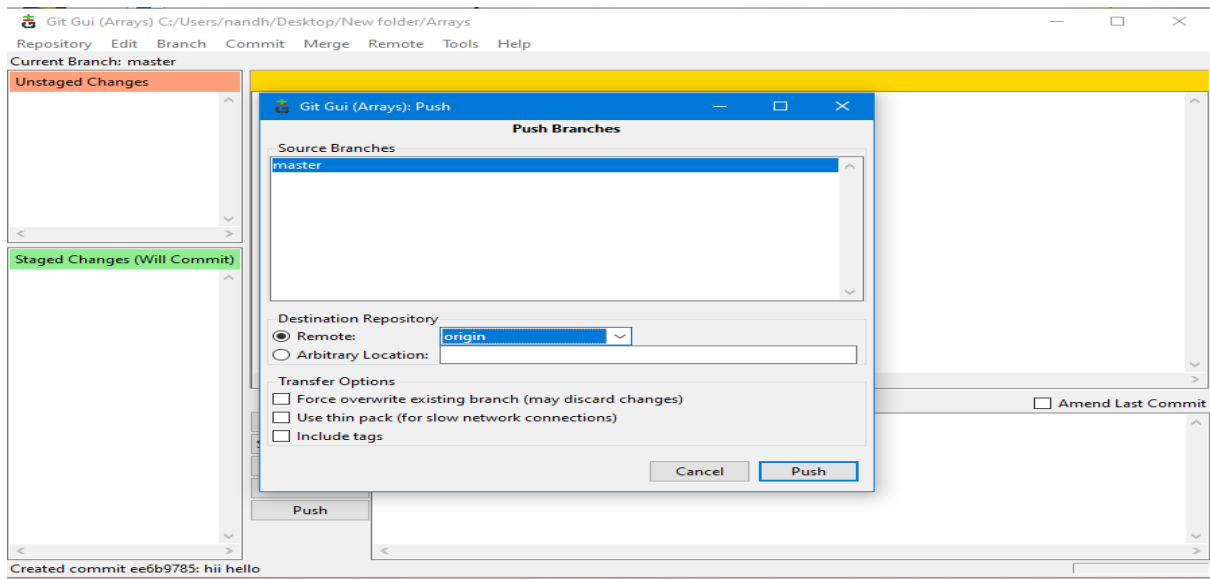 Git Gui (Arrays) C:/Users/nandh/Desktop/New folder/Arrays
Repository Edit Branch Commit Merge Remote Tools Help
Current Branch: master
Unstaged Changes
Git Gui (Arrays): Push
Push Branches
Source Branches
master
Staged Changes (Will Commit)
Destination Repository
Remote: origin
Arbitrary Location:
Transfer Options
Force overwrite existing branch (may discard changes)
Amend Last Commit
Use thin pack (for slow network connections)
Include tags
Cancel Push
Push
Created commit ee6b9785: hii hello